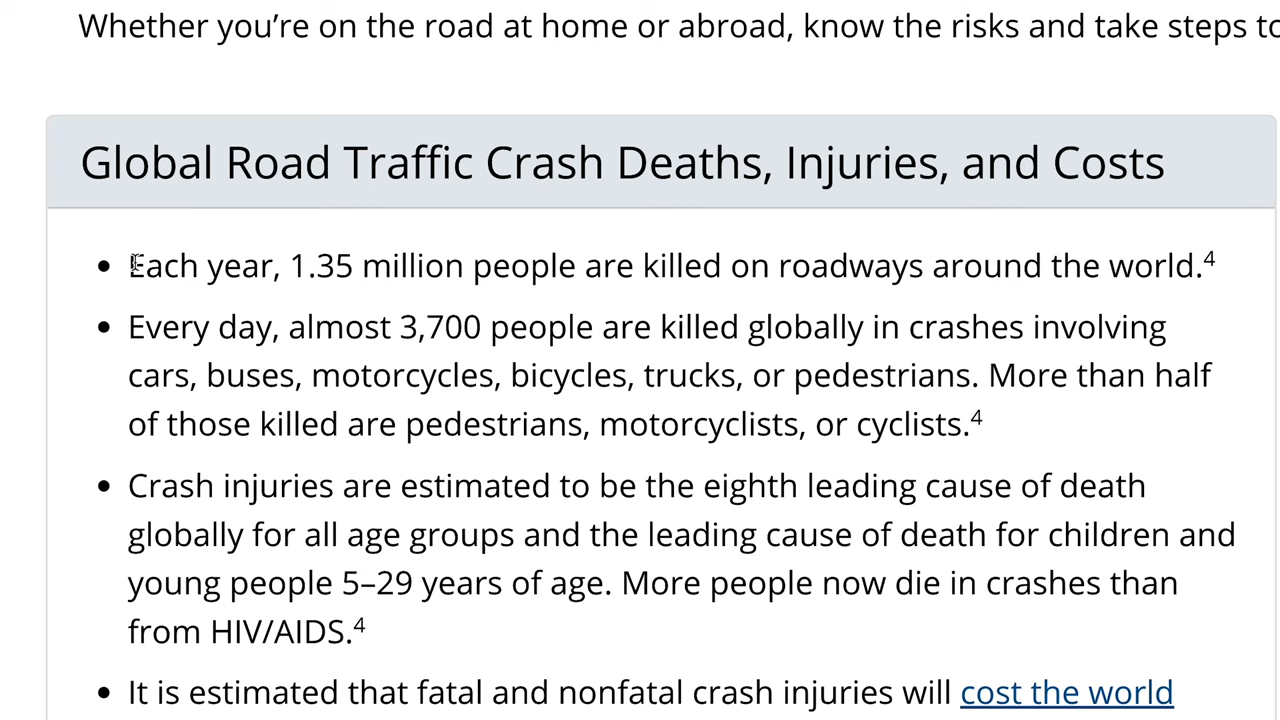 Whether you’re on the road at home or abroad, know the risks and take steps to
Global Road Traffic Crash Deaths, Injuries, and Costs
• Each year, 1.35 million people are killed on roadways around the world.⁴
• Every day, almost 3,700 people are killed globally in crashes involving
cars, buses, motorcycles, bicycles, trucks, or pedestrians. More than half
of those killed are pedestrians, motorcyclists, or cyclists.⁴
• Crash injuries are estimated to be the eighth leading cause of death
globally for all age groups and the leading cause of death for children and
young people 5–29 years of age. More people now die in crashes than
from HIV/AIDS.⁴
• It is estimated that fatal and nonfatal crash injuries will cost the world